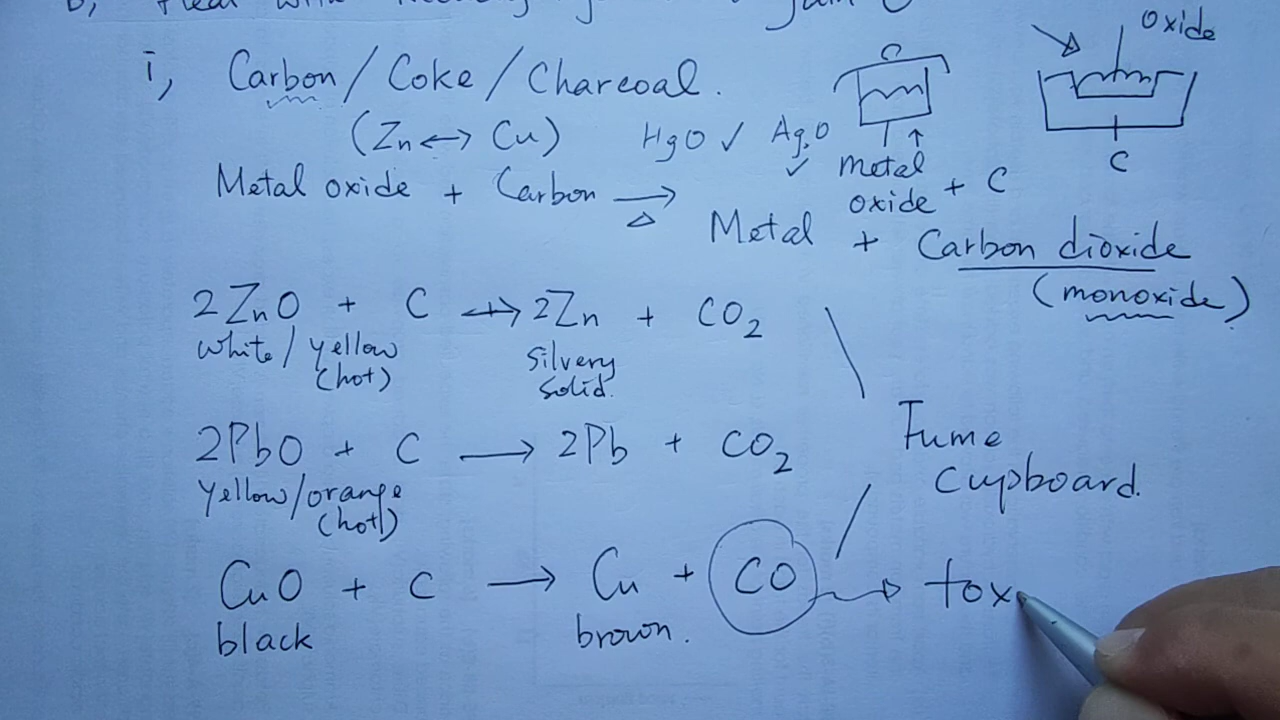 Heat with
i, Carbon/Coke/Charcoal.
C
Oxide
(Zn ↔ Cu) HgO ✓ Ag2O ✓
Metal oxide + C
C
Metal oxide + Carbon →
Δ
Metal + Carbon dioxide
(monoxide)
2ZnO + C → 2Zn + CO2
white/yellow (hot)
silvery solid.
2PbO + C → 2Pb + CO2
yellow/orange (hot)
Fume
cupboard.
CuO + C → Cu + CO → tox
black
brown.